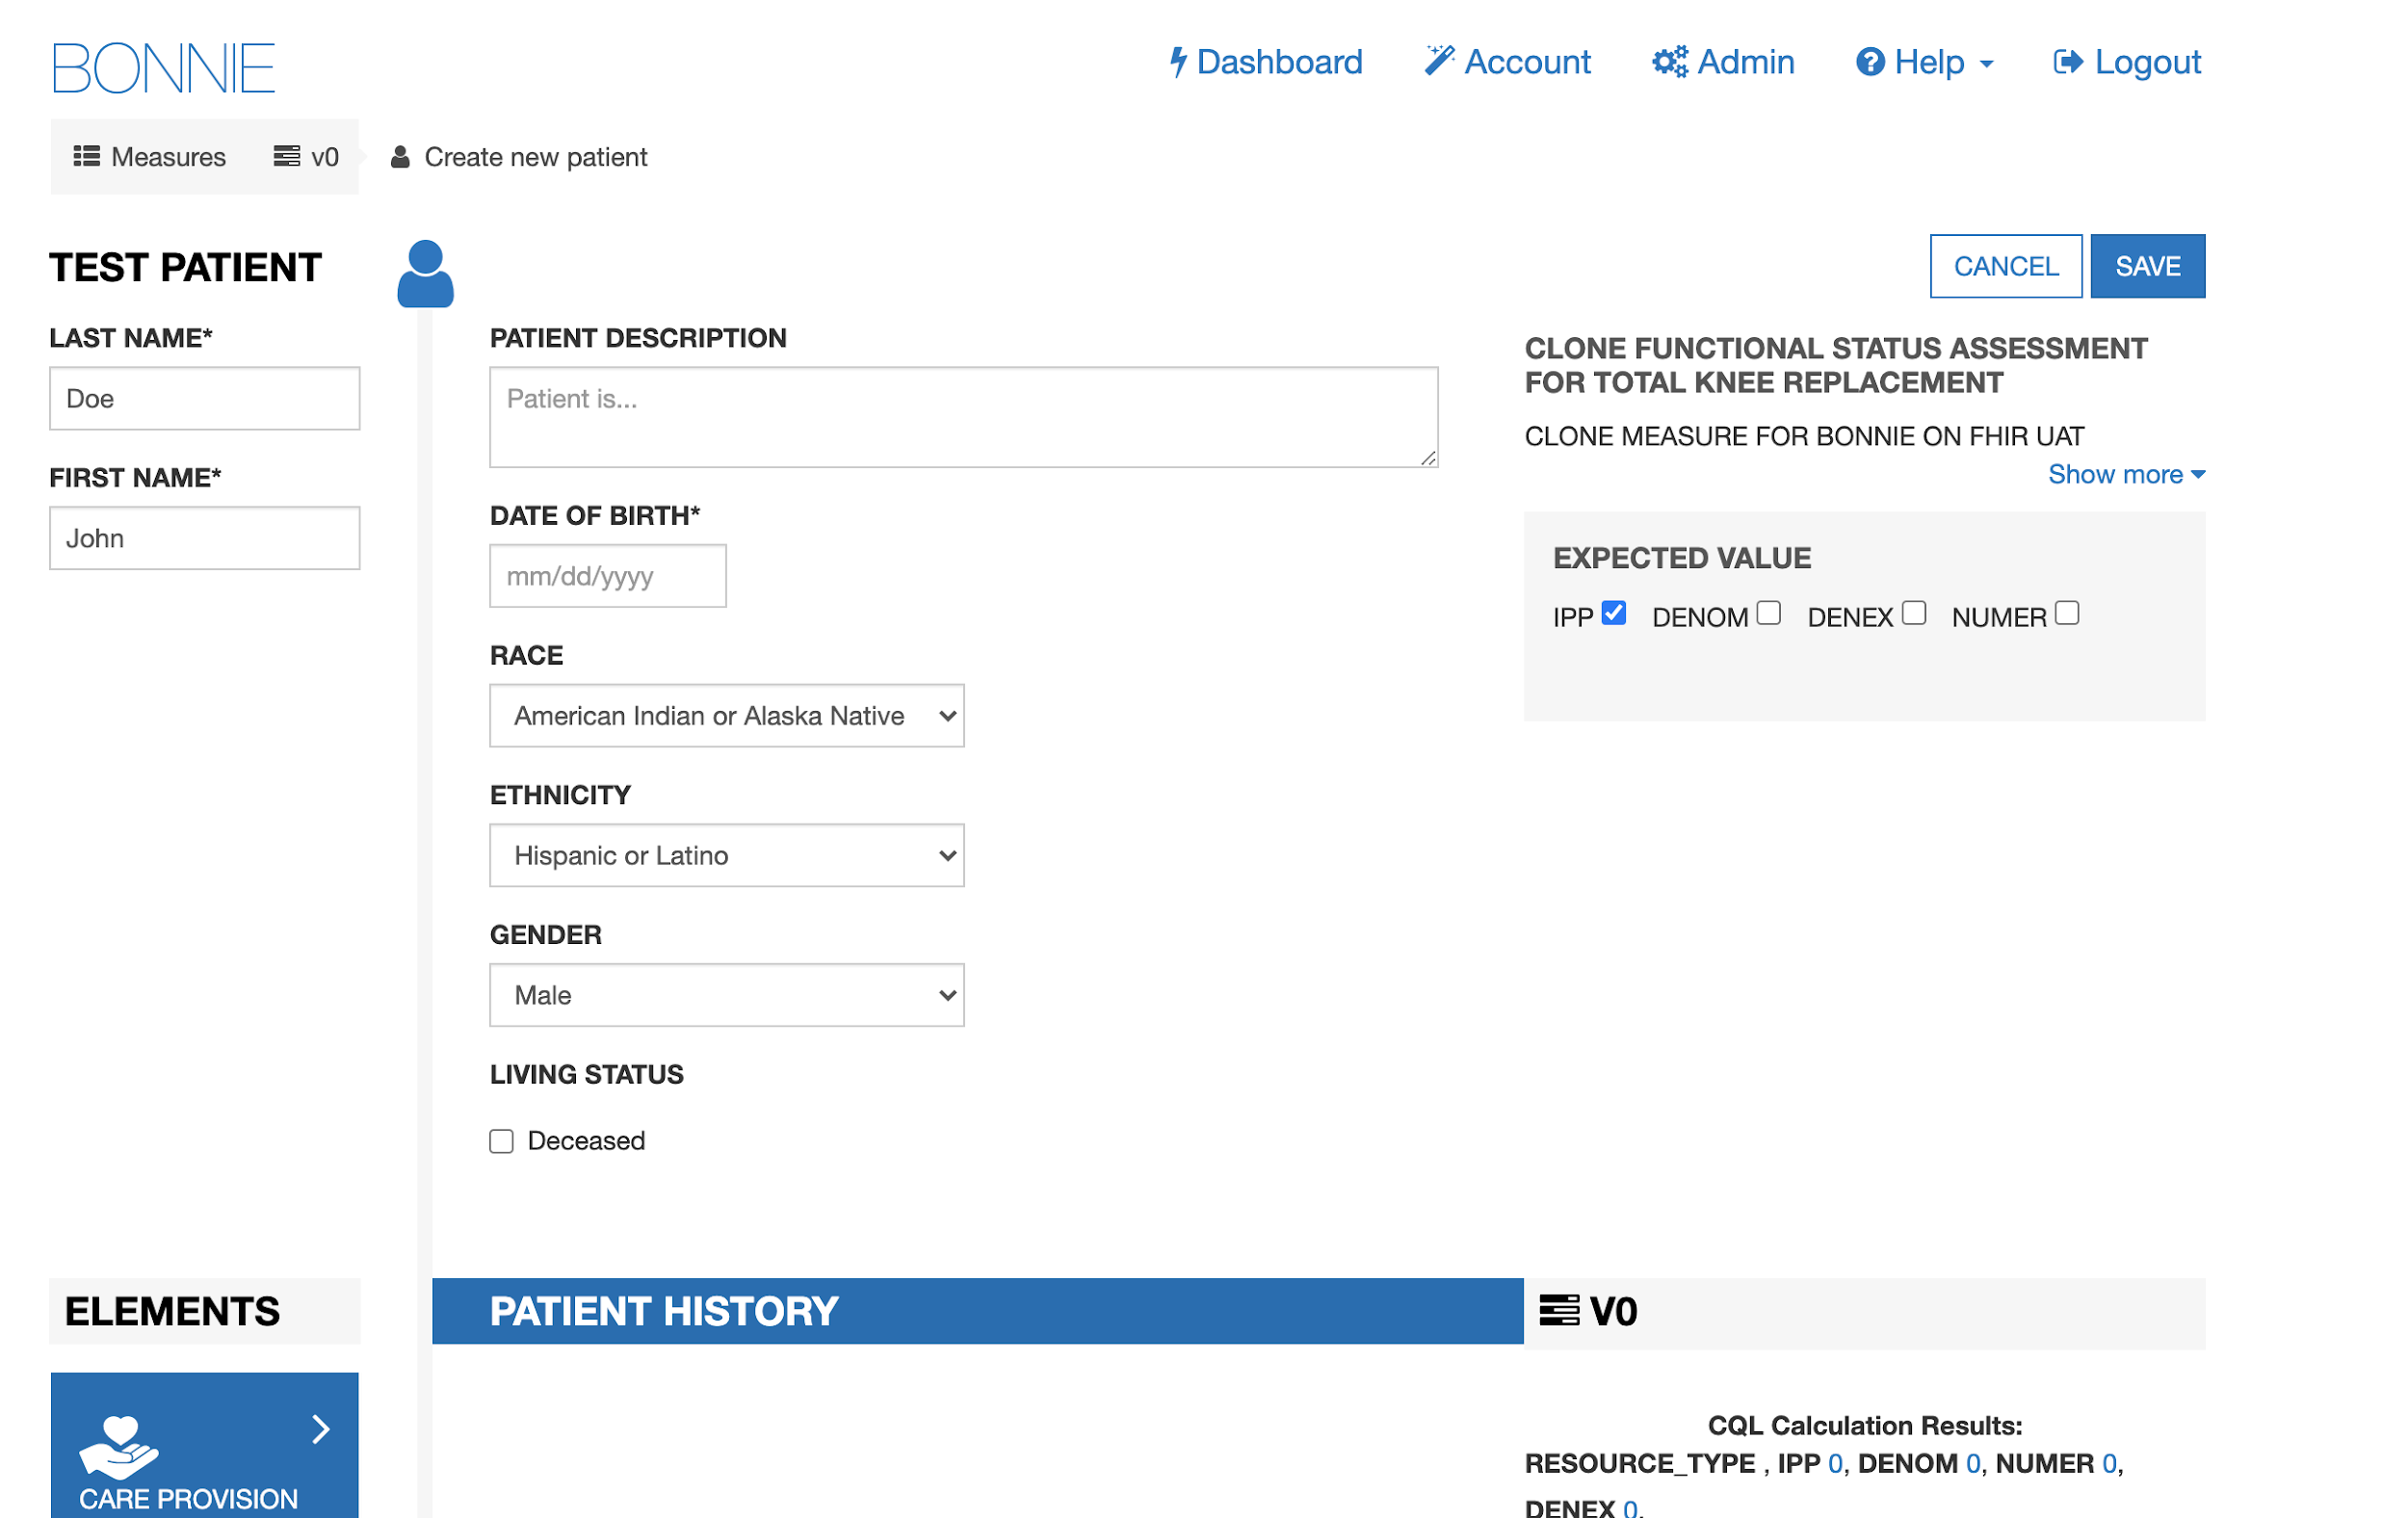 BONNIE
Dashboard
Account
Admin
Help
Logout
Measures
v0
Create new patient
TEST PATIENT
CANCEL
SAVE
LAST NAME*
Doe
FIRST NAME*
John
PATIENT DESCRIPTION
Patient is...
DATE OF BIRTH*
mm/dd/yyyy
RACE
American Indian or Alaska Native
ETHNICITY
Hispanic or Latino
GENDER
Male
LIVING STATUS
Deceased
CLONE FUNCTIONAL STATUS ASSESSMENT
FOR TOTAL KNEE REPLACEMENT
CLONE MEASURE FOR BONNIE ON FHIR UAT
Show more
EXPECTED VALUE
IPP DENOM DENEX NUMER
ELEMENTS
CARE PROVISION
PATIENT HISTORY
V0
CQL Calculation Results:
RESOURCE_TYPE , IPP 0, DENOM 0, NUMER 0,
DENEX 0,